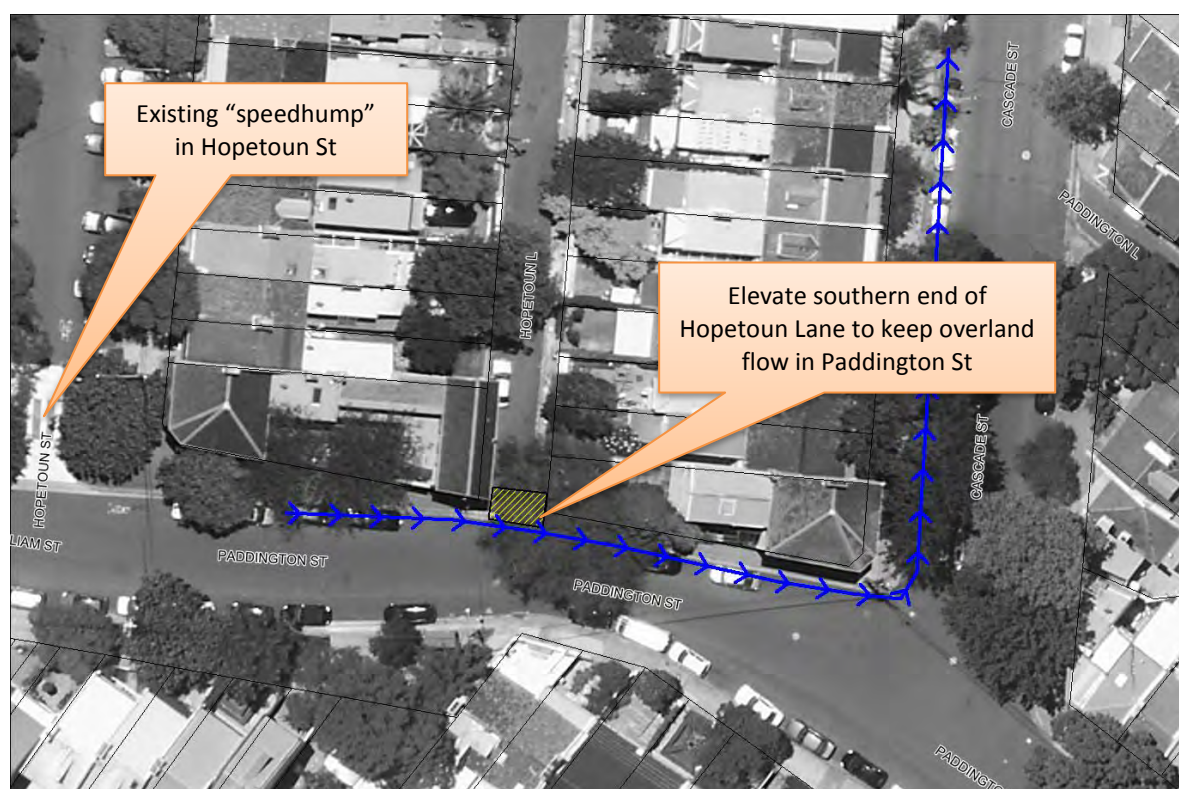 Existing “speedhump”
in Hopetoun St
Elevate southern end of
Hopetoun Lane to keep overland
flow in Paddington St
CASCADE ST
PADDINGTON L
HOPETOUN L
HOPETOUN ST
CASCADE ST
LIAM ST
PADDINGTON ST
PADDINGTON ST
PADDINGTON